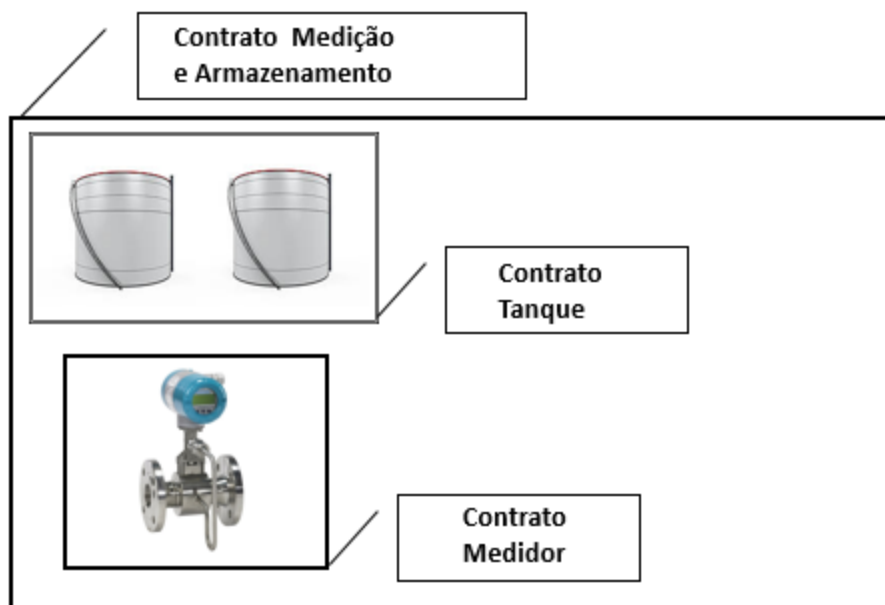 Contrato Medição
e Armazenamento
Contrato
Tanque
Contrato
Medidor